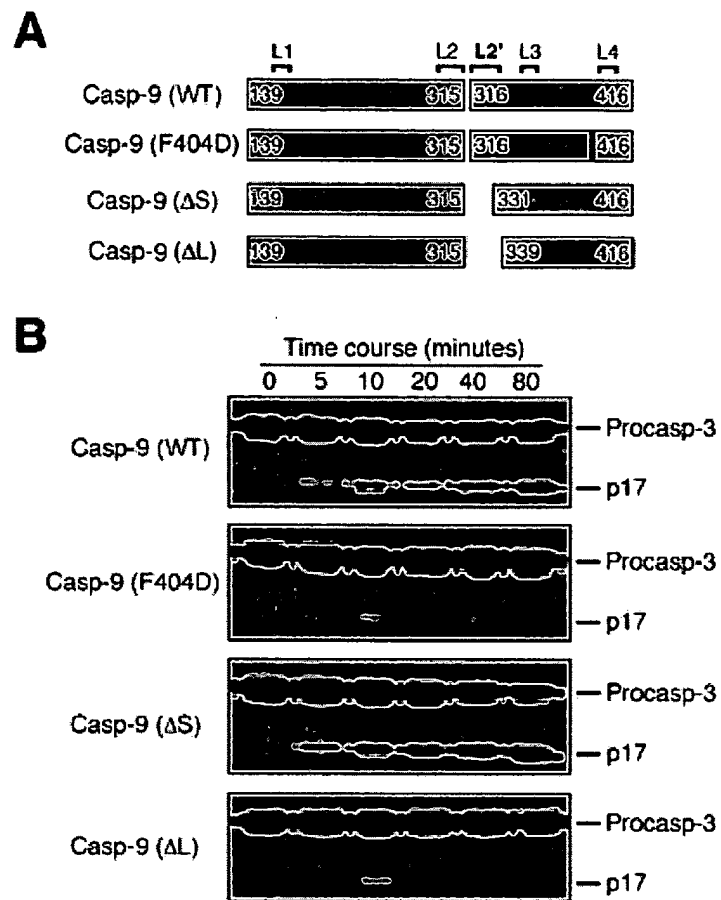 A
L1 L2 L2' L3 L4
Casp-9 (WT) 139 315 316 416
Casp-9 (F404D) 139 315 316 416
Casp-9 (ΔS) 139 315 331 416
Casp-9 (ΔL) 139 315 339 416
B
Time course (minutes)
0 5 10 20 40 80
Procasp-3
Casp-9 (WT)
p17
Procasp-3
Casp-9 (F404D)
p17
Procasp-3
Casp-9 (ΔS)
p17
Procasp-3
Casp-9 (ΔL)
p17